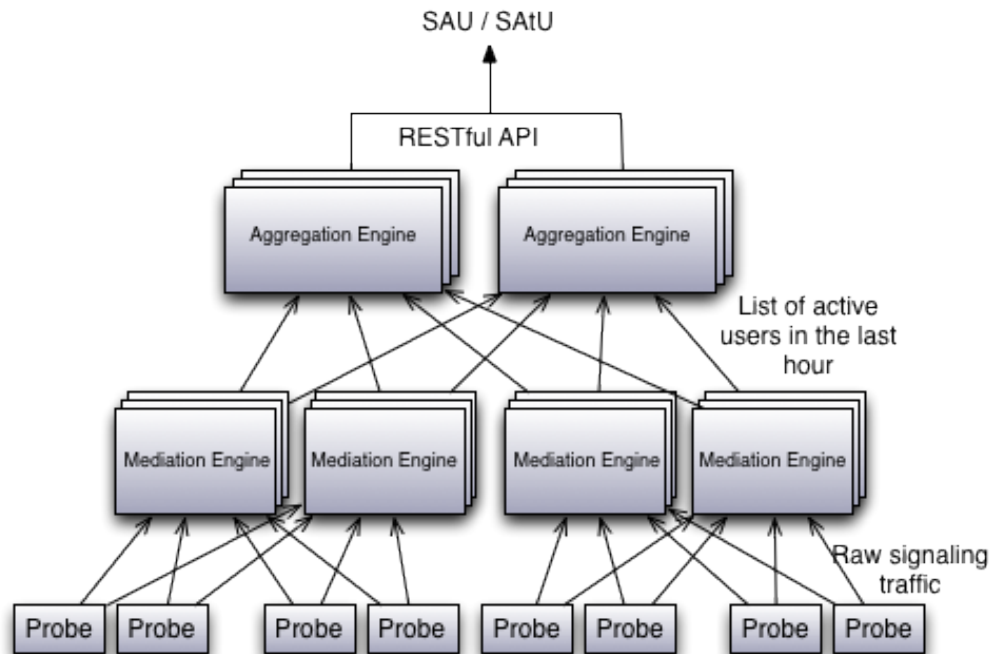 SAU / SAtU
RESTful API
Aggregation Engine
Aggregation Engine
List of active
users in the last
hour
Mediation Engine
Mediation Engine
Mediation Engine
Mediation Engine
Raw signaling
traffic
Probe
Probe
Probe
Probe
Probe
Probe
Probe
Probe